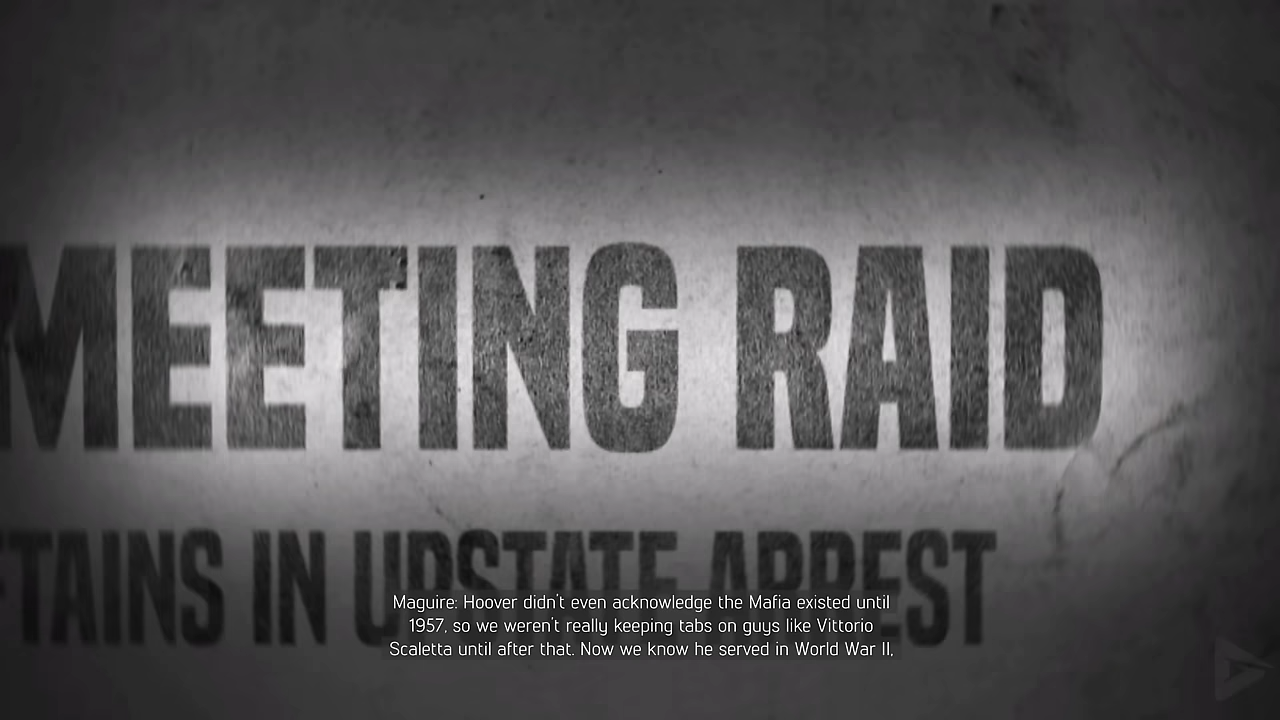 MEETING RAID
TAINS IN UPSTATE ARREST
Maguire: Hoover didn't even acknowledge the Mafia existed until
1957, so we weren't really keeping tabs on guys like Vittorio
Scaletta until after that. Now we know he served in World War II,